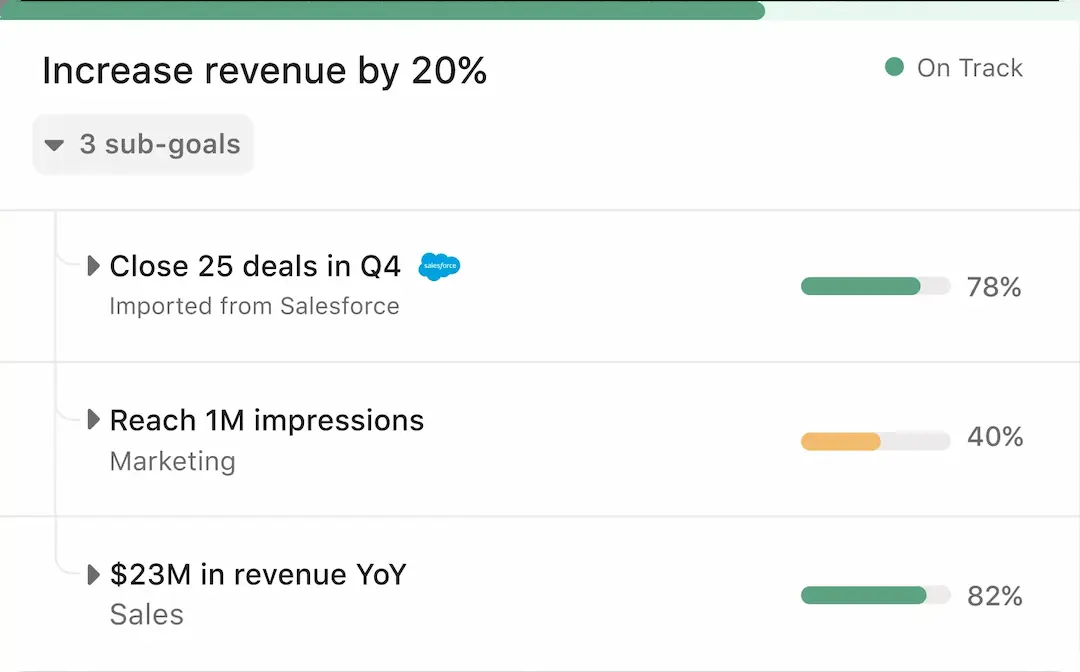 Increase revenue by 20%
On Track
3 sub-goals
Close 25 deals in Q4
salesforce
Imported from Salesforce
78%
Reach 1M impressions
Marketing
40%
$23M in revenue YoY
Sales
82%